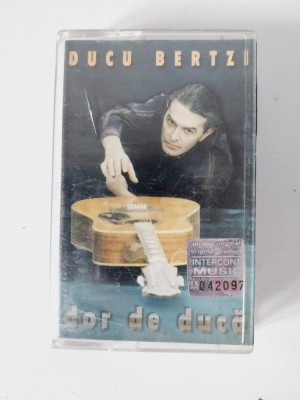 DUCU BERTZI
INTERCONT
MUSIC
042097
dor de ducă